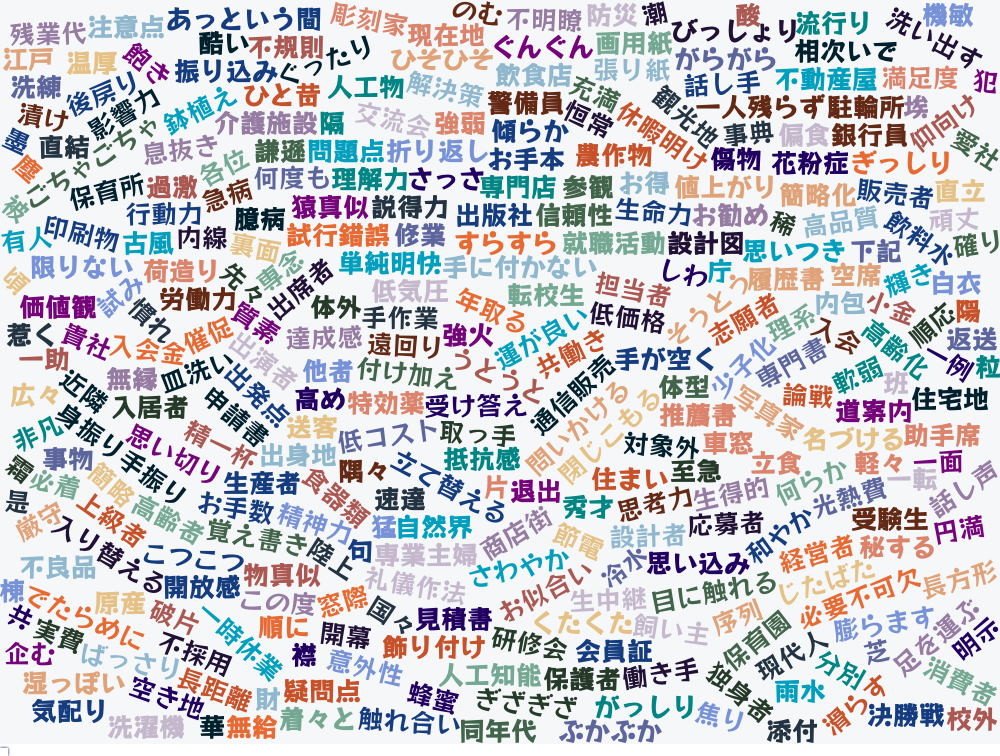 残業代
注意点
あっという間
彫刻家
のむ
不明瞭
防災
潮
酸
流行り
洗い出す
機敏
びっしょり
江戸
温厚
飽き
酷い
不規則
ぐったり
現在地
ひそひそ
ぐんぐん
画用紙
がらがら
相次いで
洗練
後戻り
振り込み
人工物
解決策
飲食店
張り紙
話し手
不動産屋
満足度
犯
漬け
影響力
鉢植え
ひと昔
警備員
充満
観光地
一人残らず
駐輪所
埃
仰向け
墨
直結
ごちゃごちゃ
介護施設
隔
交流会
強弱
傾らか
恒常
休暇明け
事典
偏食
銀行員
愛社
塵
息抜き
各位
謙遜
問題点
折り返し
お手本
農作物
傷物
花粉症
ぎっしり
保育所
過激
急病
何度も
理解力
さっさ
専門店
参観
お得
値上がり
簡略化
販売者
直立
行動力
臆病
猿真似
説得力
出版社
信頼性
生命力
お勧め
稀
高品質
飲料水
頑丈
有人
印刷物
古風
内線
裏面
試行錯誤
修業
すらすら
就職活動
設計図
思いつき
下記
確り
限りない
荷造り
先々
専念
出席者
単純明快
手に付かない
担当者
しわ
庁
履歴書
空席
輝き
白衣
頃
価値観
試み
慣れ
労働力
質素
体外
低気圧
手作業
年取る
転校生
低価格
そうとう
志願者
理系
内包
小金
順応
陽
惹く
貴社
入会金
催促
達成感
遠回り
強火
運が良い
共働き
手が空く
少子化
専門書
入会
高齢化
返送
一助
無縁
皿洗い
出演者
他者
付け加え
うとうと
通信販売
体型
軟弱
班
一例
粒
広々
近隣
入居者
申請書
出発点
高め
特効薬
受け答え
問いかける
閉じこもる
推薦書
写真家
論戦
道案内
住宅地
非凡
身振り手振り
思い切り
精一杯
送客
低コスト
取っ手
対象外
車窓
名づける
助手席
事物
出身地
隅々
立て替える
抵抗感
住まい
至急
立食
軽々
一面
霜
必着
簡略
生産者
食器類
速達
片
退出
秀才
思考力
生得的
何らか
一転
話し声
是
厳守
上級者
高齢者
お手数
精神力
猛
自然界
商店街
節電
設計者
応募者
和やか
光熱費
受験生
円満
入り替える
覚え書き
陸上
句
専業主婦
さわやか
冷水
思い込み
経営者
秘する
不良品
こつこつ
開放感
物真似
礼儀作法
お似合い
生中継
目に触れる
じたばた
必要不可欠
長方形
棟
でたらめに
原産
破片
一時休業
この度
窓際
国々
見積書
くたくた
飼い主
序列
保育園
膨らます
足を運ぶ
明示
共
実費
ばっさり
不採用
順に
開幕
飾り付け
研修会
会員証
現代人
芝
企む
襟
意外性
人工知能
保護者
働き手
独身者
分別
消費者
湿っぽい
空き地
長距離
財
疑問点
蜂蜜
ぎざぎざ
がっしり
焦り
雨水
滑らす
決勝戦
校外
気配り
洗濯機
華
無給
着々と
触れ合い
同年代
ぷかぷか
添付